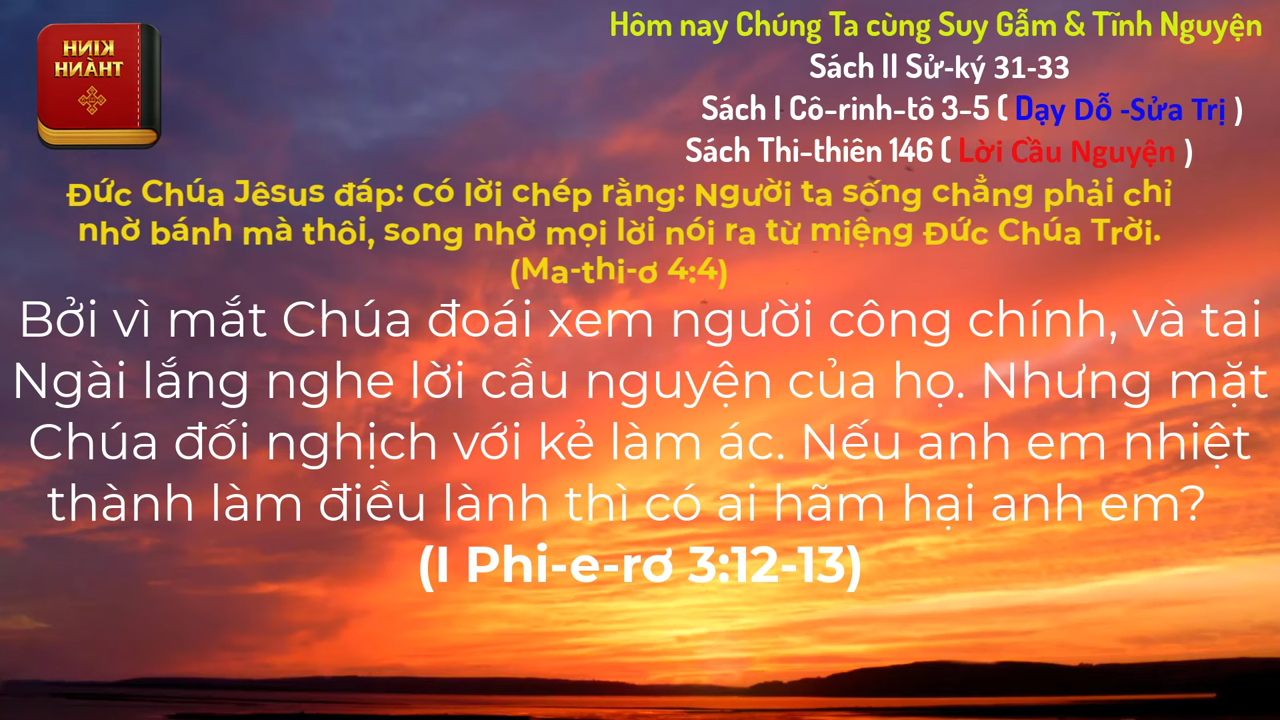 KINH
THÀNH
Hôm nay Chúng Ta cùng Suy Gẫm & Tĩnh Nguyện
Sách II Sử-ký 31-33
Sách I Cô-rinh-tô 3-5 ( Dạy Dỗ -Sửa Trị )
Sách Thi-thiên 146 ( Lời Cầu Nguyện )
Đức Chúa Jêsus đáp: Có lời chép rằng: Người ta sống chẳng phải chỉ
nhờ bánh mà thôi, song nhờ mọi lời nói ra từ miệng Đức Chúa Trời.
(Ma-thi-ơ 4:4)
Bởi vì mắt Chúa đoái xem người công chính, và tai
Ngài lắng nghe lời cầu nguyện của họ. Nhưng mặt
Chúa đối nghịch với kẻ làm ác. Nếu anh em nhiệt
thành làm điều lành thì có ai hãm hại anh em?
(I Phi-e-rơ 3:12-13)